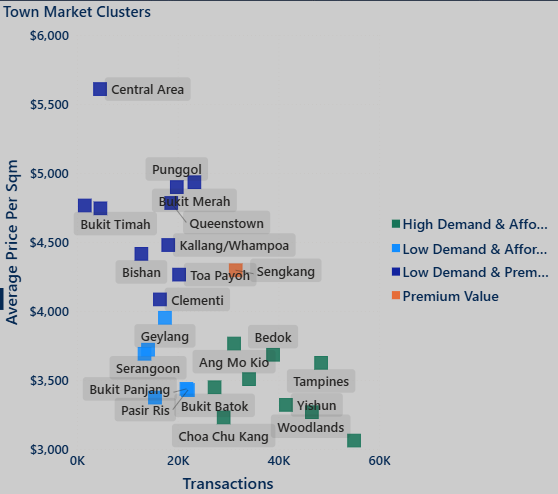 Town Market Clusters
$6,000
$5,500
$5,000
$4,500
$4,000
$3,500
$3,000
Average Price Per Sqm
Central Area
Punggol
Bukit Merah
Bukit Timah
Queenstown
Kallang/Whampoa
Bishan
Toa Payoh
Sengkang
Clementi
Geylang
Bedok
Serangoon
Ang Mo Kio
Tampines
Bukit Panjang
Pasir Ris
Bukit Batok
Yishun
Choa Chu Kang
Woodlands
0K
20K
40K
60K
Transactions
High Demand & Affo...
Low Demand & Affor...
Low Demand & Prem...
Premium Value